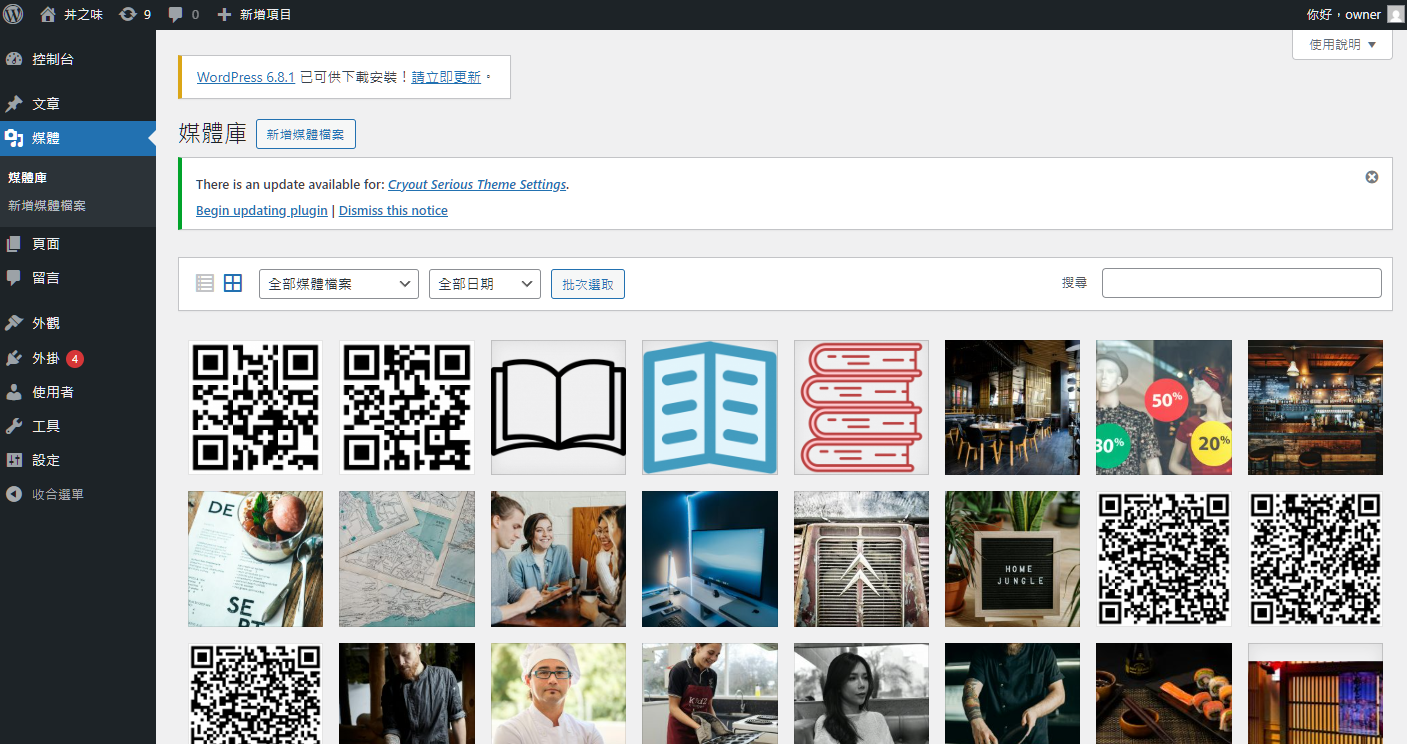 丼之味
9
0
新增項目
你好，owner
控制台
文章
媒體
媒體庫
新增媒體檔案
頁面
留言
外觀
外掛 4
使用者
工具
設定
收合選單
使用說明
WordPress 6.8.1 已可供下載安裝！請立即更新。
媒體庫
新增媒體檔案
There is an update available for: Cryout Serious Theme Settings.
Begin updating plugin | Dismiss this notice
全部媒體檔案
全部日期
批次選取
搜尋
50%
30%
20%
DE
SE
HOME
JUNGLE